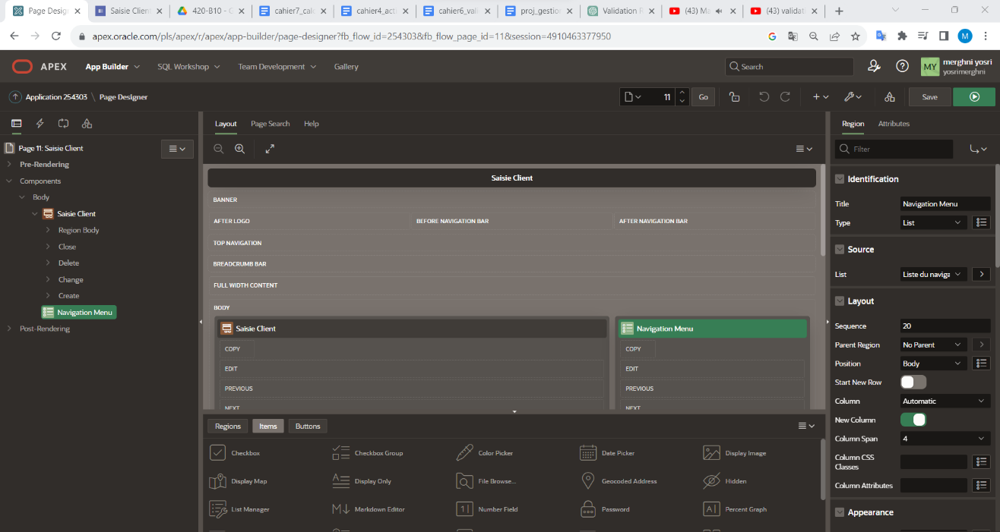 Page Desig
Saisie Clien
420-B10 - G
cahier7_cal
cahier4_acti
cahier6_vali
proj_gestio
Validation R
(43) Ma
(43) validat
apex.oracle.com/pls/apex/r/apex/app-builder/page-designer?fb_flow_id=254303&fb_flow_page_id=11&session=4910463377950
M
APEX
App Builder
SQL Workshop
Team Development
Gallery
Search
MY
merghni yosri
yosrimerghni
Application 254303 \ Page Designer
11
Go
Save
Layout
Page Search
Help
Region
Attributes
Page 11: Saisie Client
Pre-Rendering
Components
Body
Saisie Client
Region Body
Close
Delete
Change
Create
Navigation Menu
Post-Rendering
Saisie Client
BANNER
AFTER LOGO
BEFORE NAVIGATION BAR
AFTER NAVIGATION BAR
TOP NAVIGATION
BREADCRUMB BAR
FULL WIDTH CONTENT
BODY
Saisie Client
COPY
EDIT
PREVIOUS
NEXT
Navigation Menu
COPY
EDIT
PREVIOUS
NEXT
Regions
Items
Buttons
Checkbox
Checkbox Group
Color Picker
Date Picker
Display Image
Display Map
Display Only
File Browse...
Geocoded Address
Hidden
List Manager
Markdown Editor
Number Field
Password
Percent Graph
Filter
Identification
Title
Navigation Menu
Type
List
Source
List
Liste du naviga
Layout
Sequence
20
Parent Region
No Parent
Position
Body
Start New Row
Column
Automatic
New Column
Column Span
4
Column CSS
Classes
Column Attributes
Appearance